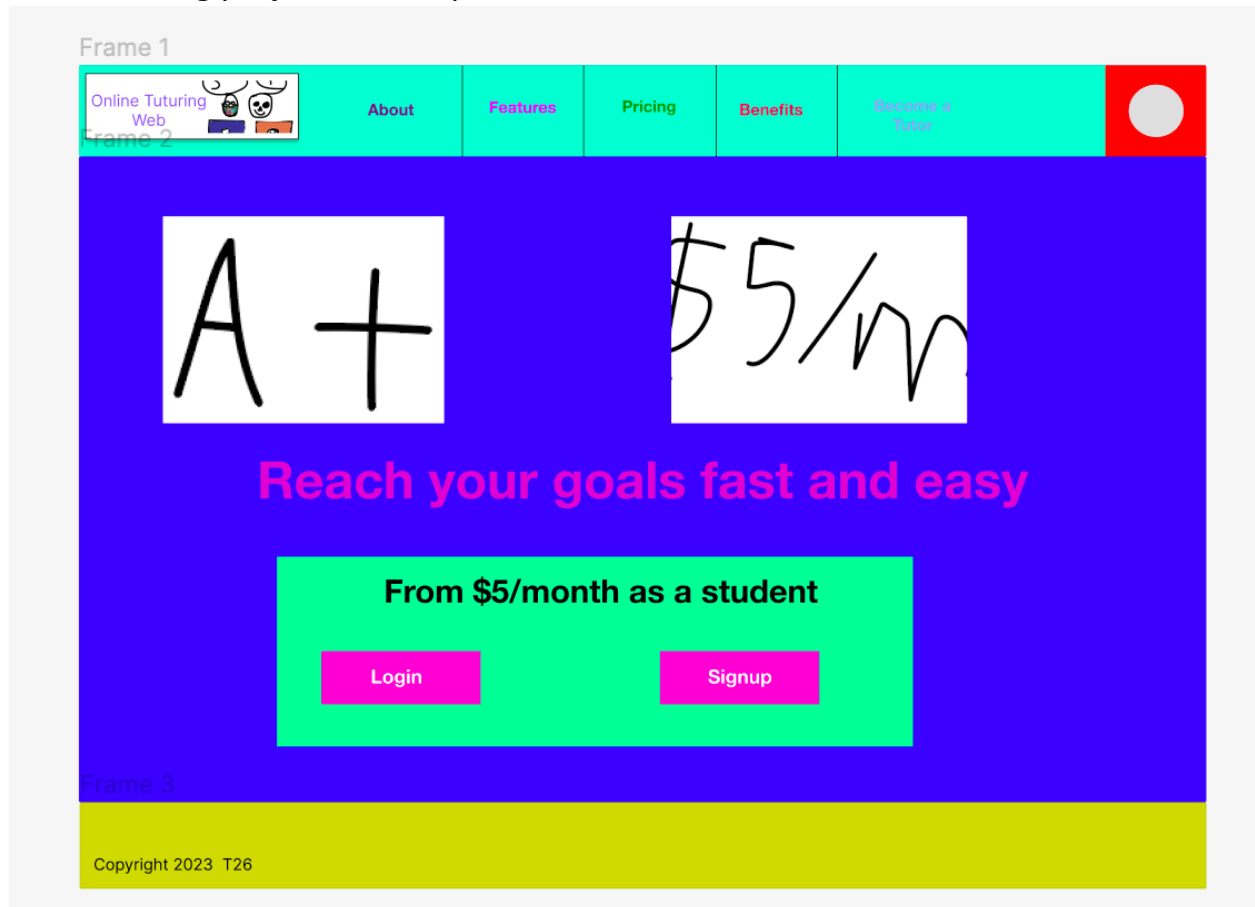 Frame 1
Online Tuturing
Web
About
Features
Pricing
Benefits
Become a
Tutor
Frame 2
A+
$5/m
Reach your goals fast and easy
From $5/month as a student
Login
Signup
Frame 3
Copyright 2023 T26